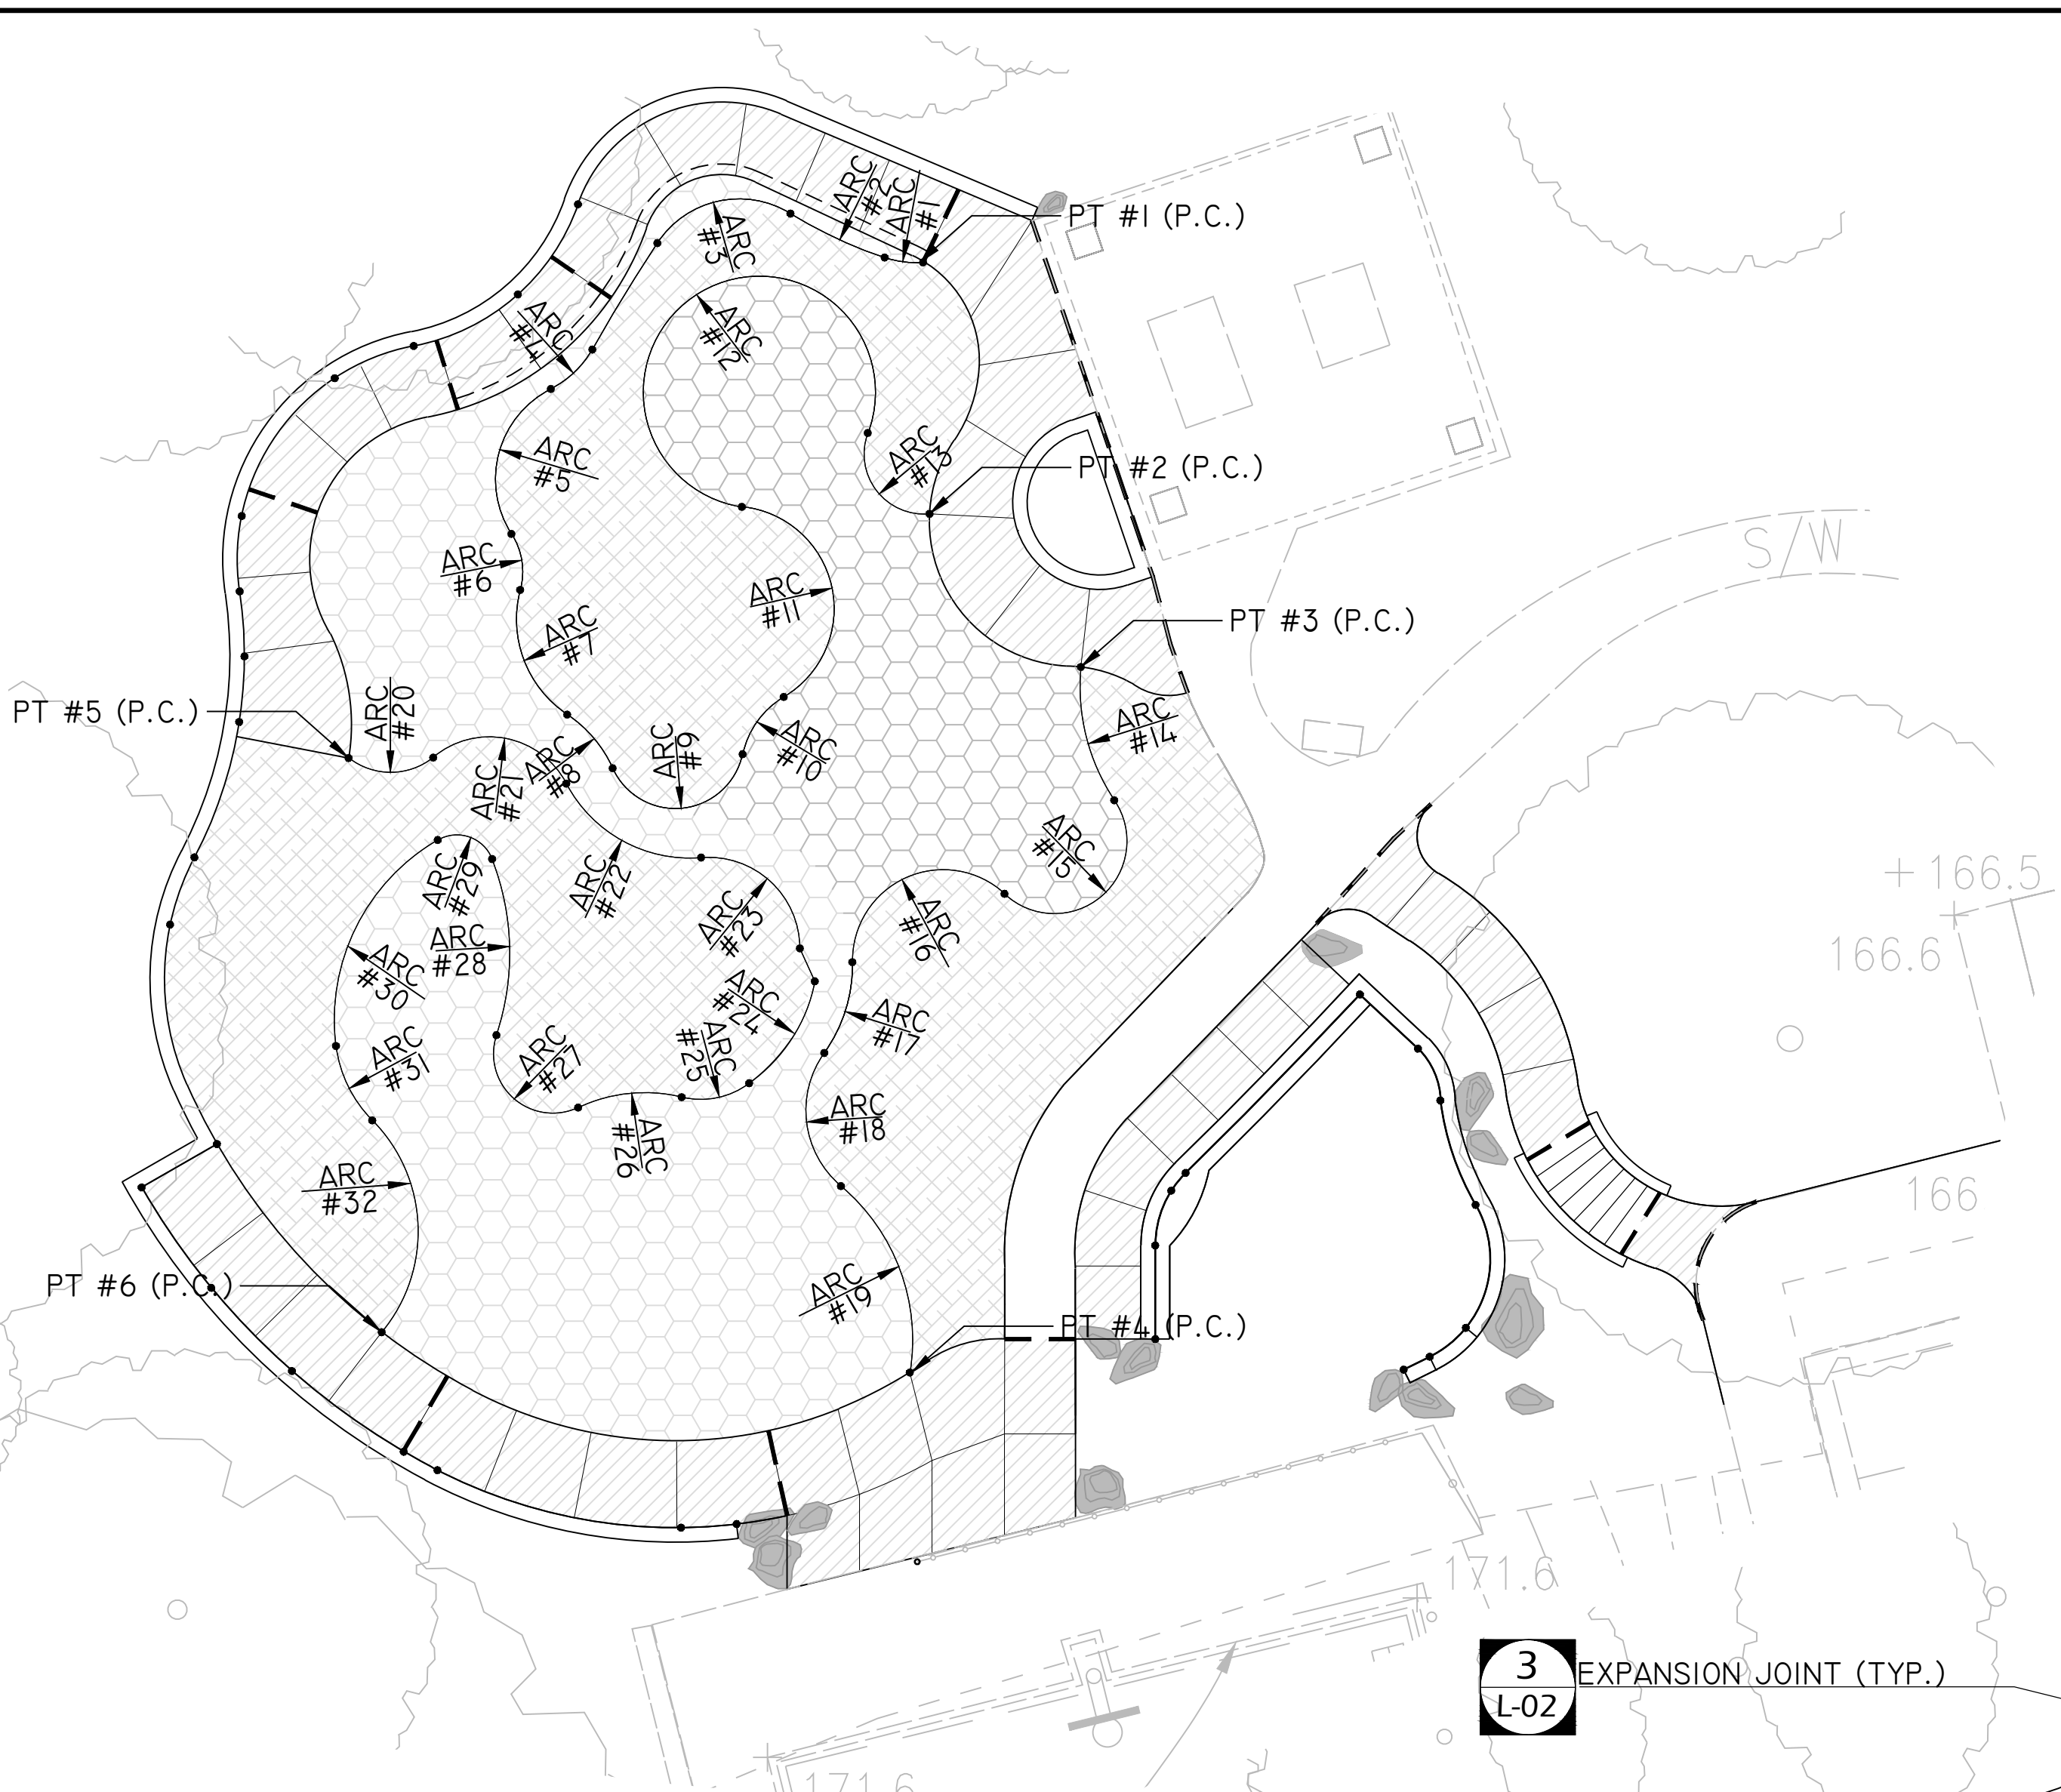 ARC
#2
ARC
#1
PT #1 (P.C.)
ARC
#3
ARC
#4
ARC
#12
ARC
#5
ARC
#13
PT #2 (P.C.)
S/W
ARC
#6
ARC
#11
ARC
#7
PT #3 (P.C.)
PT #5 (P.C.)
ARC
#20
ARC
#21
ARC
#8
ARC
#9
ARC
#10
ARC
#14
ARC
#15
ARC
#29
ARC
#22
ARC
#23
ARC
#16
+166.5
166.6
ARC
#28
ARC
#30
ARC
#24
ARC
#17
ARC
#31
ARC
#27
ARC
#25
ARC
#18
ARC
#26
ARC
#32
166
PT #6 (P.C.)
ARC
#19
PT #4 (P.C.)
171.6
3
L-02
EXPANSION JOINT (TYP.)
171.6